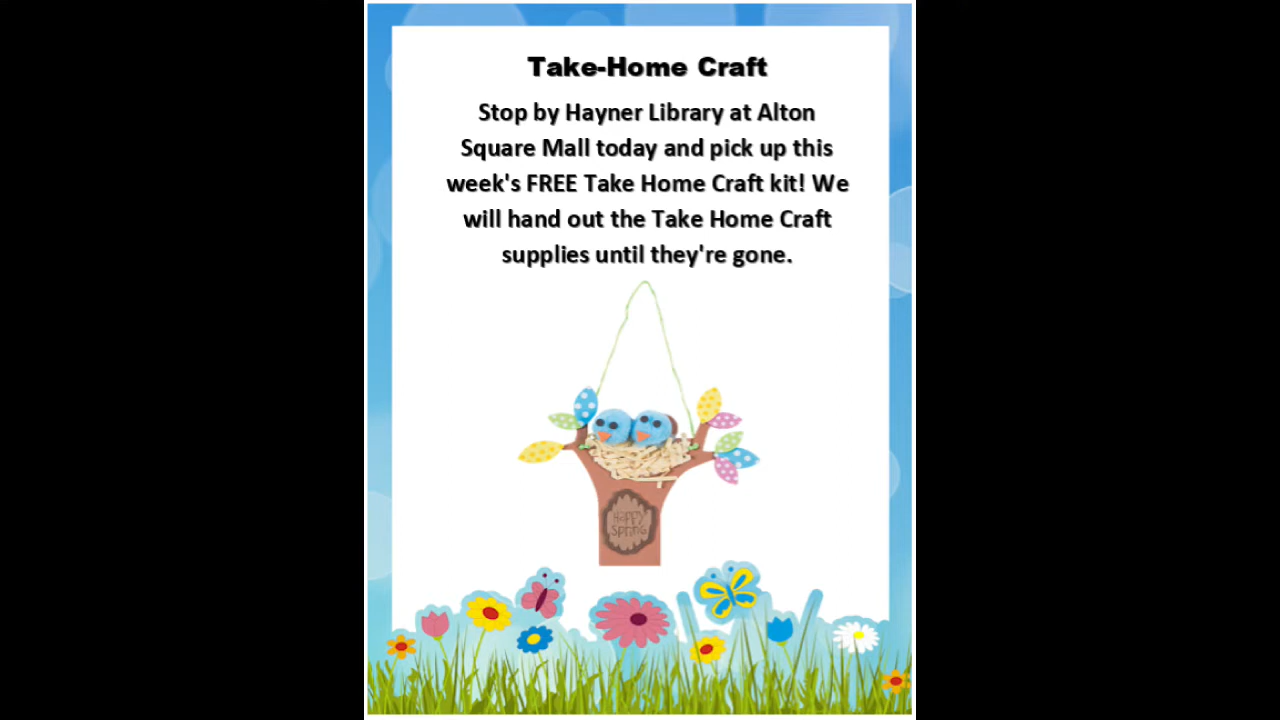 Take-Home Craft
Stop by Hayner Library at Alton
Square Mall today and pick up this
week's FREE Take Home Craft kit! We
will hand out the Take Home Craft
supplies until they're gone.
HAPPY
SPRING